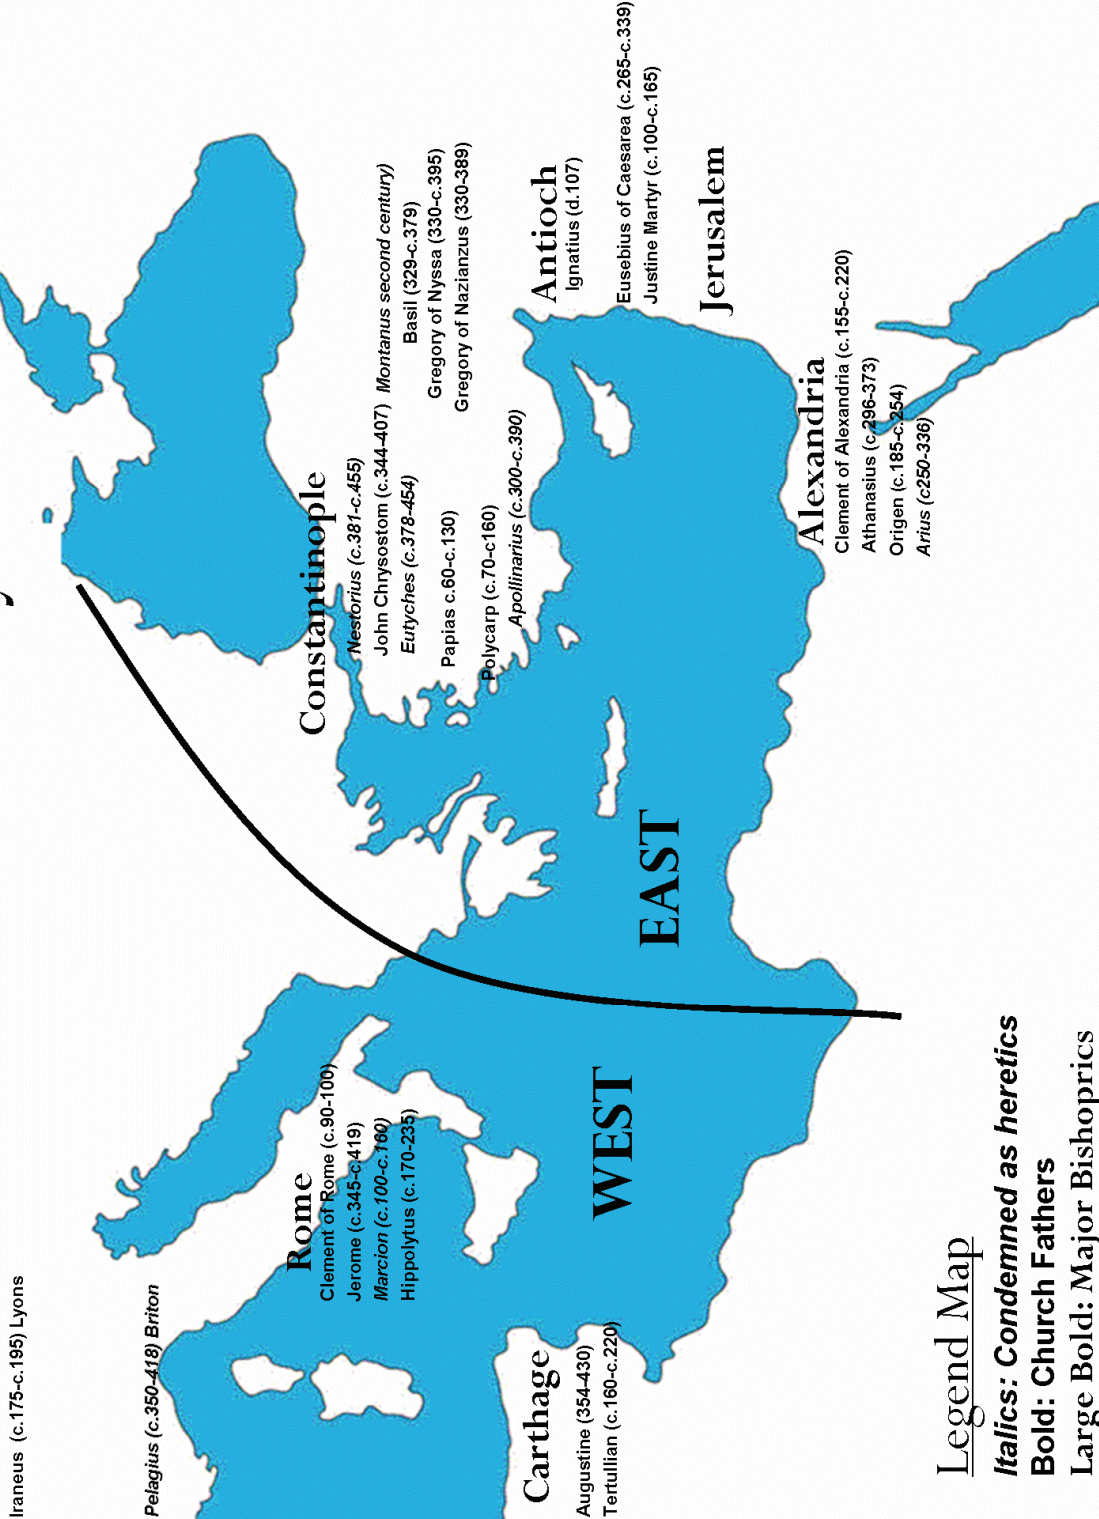 Iraneus (c.175-c.195) Lyons
Pelagius (c.350-418) Briton
Rome
Clement of Rome (c.90-100)
Jerome (c.345-c.419)
Marcion (c.100-c.160)
Hippolytus (c.170-235)
Carthage
Augustine (354-430)
Tertullian (c.160-c.220)
WEST
EAST
Constantinople
Nestorius (c.381-c.455)
John Chrysostom (c.344-407)
Eutyches (c.378-454)
Montanus second century)
Basil (329-c.379)
Gregory of Nyssa (330-c.395)
Gregory of Nazianzus (330-389)
Papias c.60-c.130)
Polycarp (c.70-c160)
Apollinarius (c.300-c.390)
Antioch
Ignatius (d.107)
Eusebius of Caesarea (c.265-c.339)
Justine Martyr (c.100-c.165)
Jerusalem
Alexandria
Clement of Alexandria (c.155-c.220)
Athanasius (c.296-373)
Origen (c.185-c.254)
Arius (c250-336)
Legend Map
Italics: Condemned as heretics
Bold: Church Fathers
Large Bold: Major Bishoprics